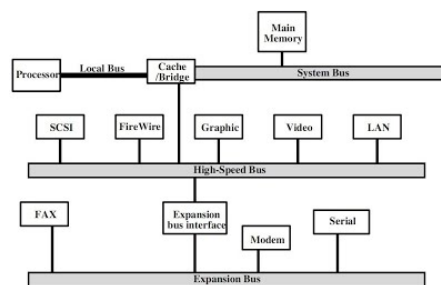 Main
Memory
Processor
Local Bus
Cache
/Bridge
System Bus
SCSI
FireWire
Graphic
Video
LAN
High-Speed Bus
FAX
Expansion
bus interface
Modem
Serial
Expansion Bus